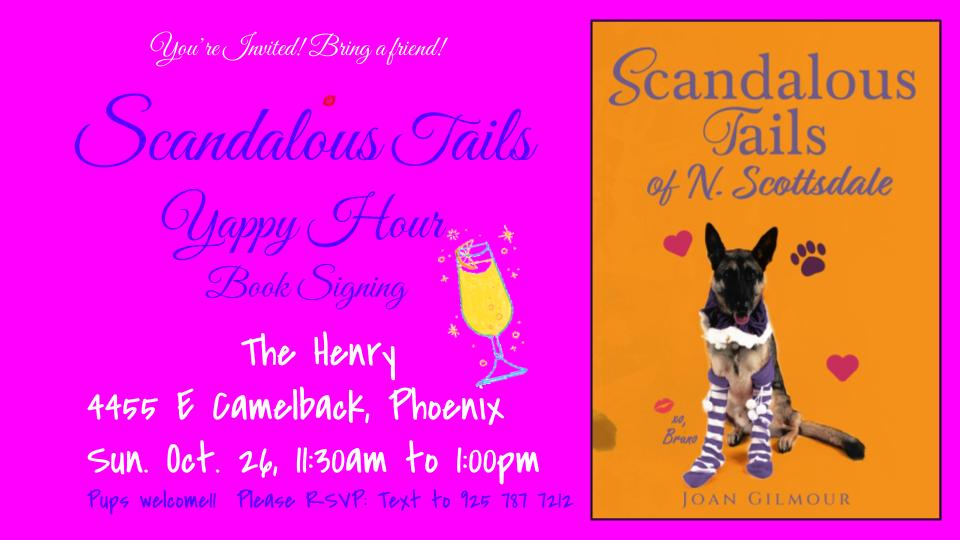 You're Invited! Bring a friend!
Scandalous Tails
Yappy Hour
Book Signing
The Henry
4455 E Camelback, Phoenix
Sun. Oct. 26, 11:30am to 1:00pm
Pups welcome!! Please RSVP: Text to 925 787 7212
Scandalous
Tails
of N. Scottsdale
xo,
Bruno
JOAN GILMOUR